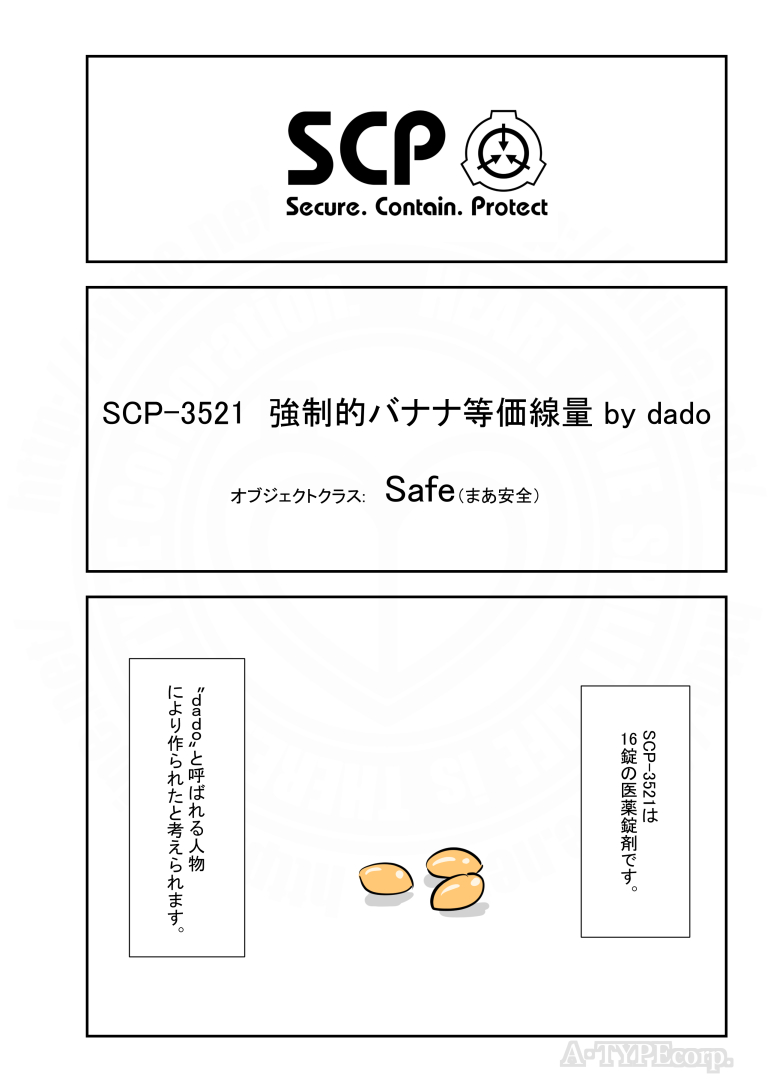 SCP
Secure. Contain. Protect
SCP-3521 強制的バナナ等価線量 by dado
オブジェクトクラス: Safe(まあ安全)
SCP-3521は
16錠の医薬錠剤です。
〝dado〟と呼ばれる人物
により作られたと考えられます。
A-TYPEcorp.